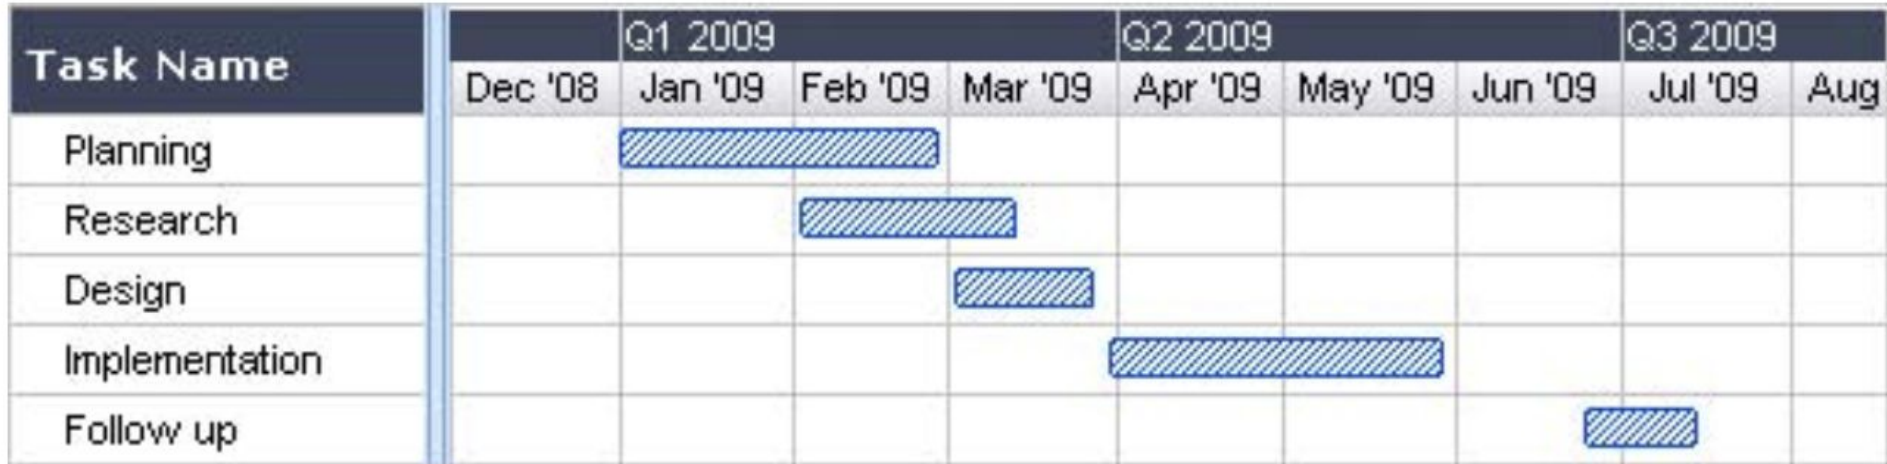 Task Name
Q1 2009 Q2 2009 Q3 2009
Dec '08 Jan '09 Feb '09 Mar '09 Apr '09 May '09 Jun '09 Jul '09 Aug
Planning
Research
Design
Implementation
Follow up